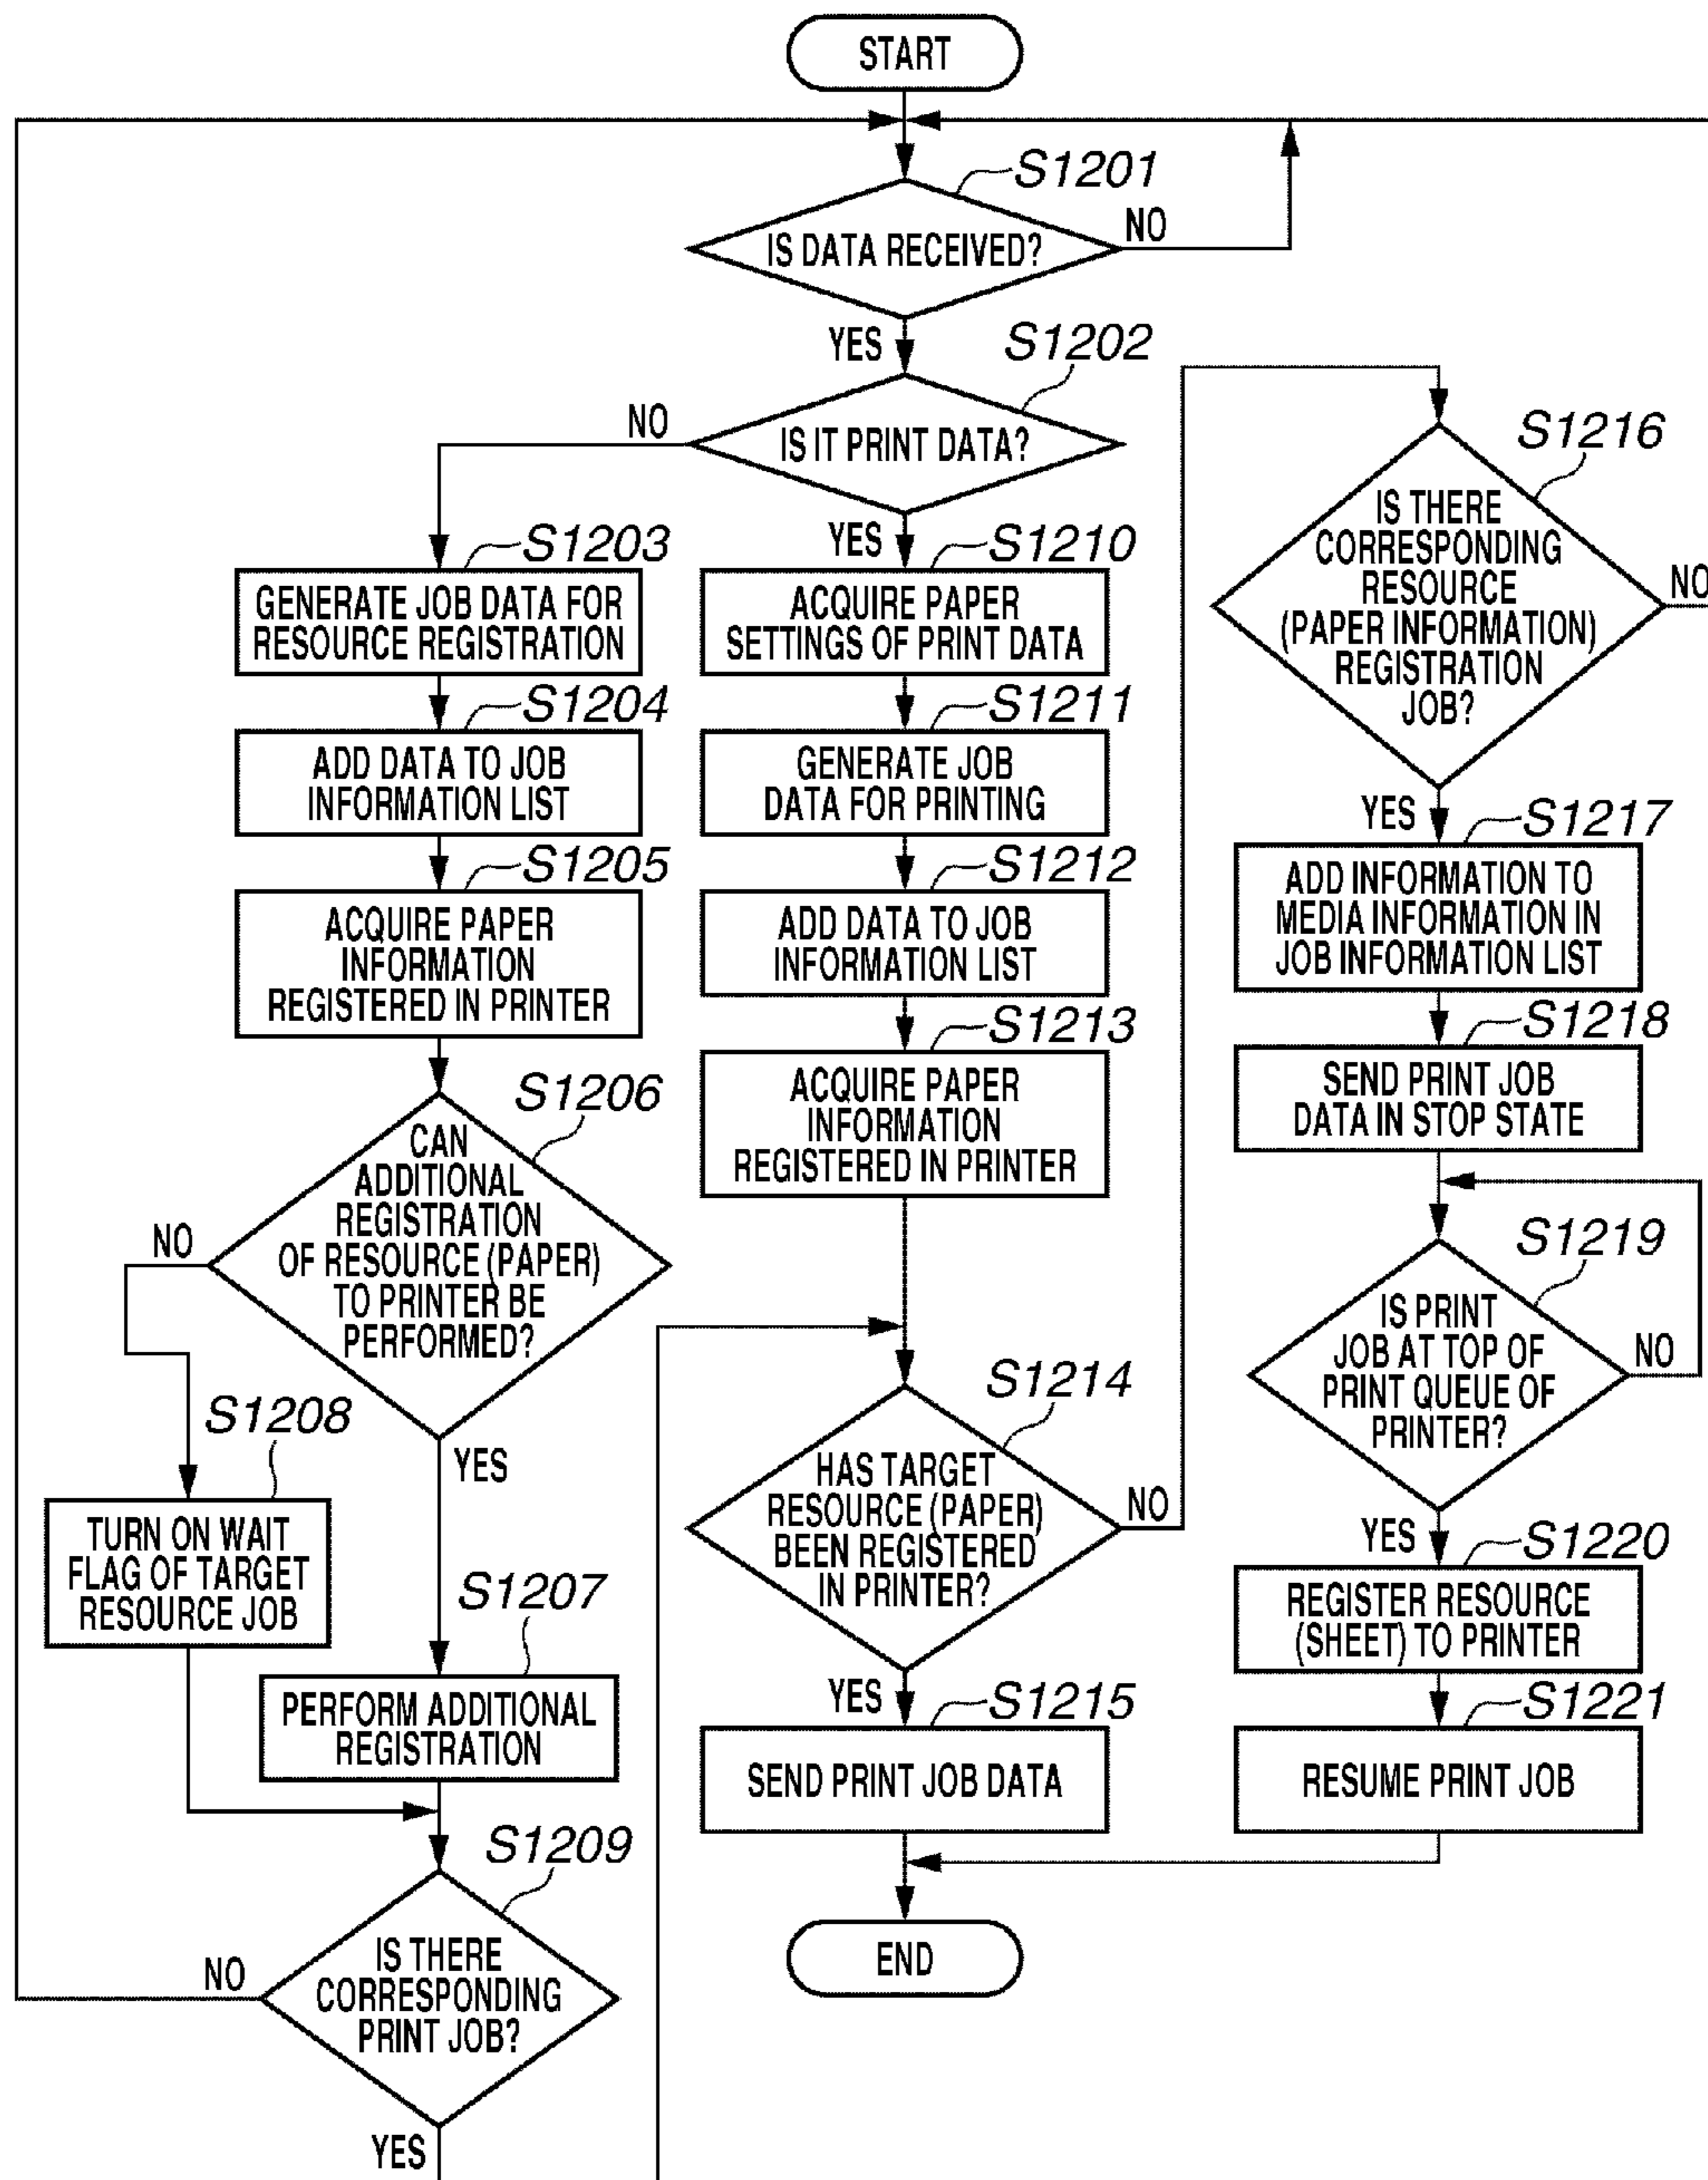 START
S1201
IS DATA RECEIVED?
NO
YES
S1202
IS IT PRINT DATA?
NO
YES
S1203
GENERATE JOB DATA FOR
RESOURCE REGISTRATION
S1204
ADD DATA TO JOB
INFORMATION LIST
S1205
ACQUIRE PAPER
INFORMATION
REGISTERED IN PRINTER
S1206
CAN
ADDITIONAL
REGISTRATION
OF RESOURCE (PAPER)
TO PRINTER BE
PERFORMED?
NO
YES
S1208
TURN ON WAIT
FLAG OF TARGET
RESOURCE JOB
S1207
PERFORM ADDITIONAL
REGISTRATION
S1209
IS THERE
CORRESPONDING
PRINT JOB?
NO
YES
S1210
ACQUIRE PAPER
SETTINGS OF PRINT DATA
S1211
GENERATE JOB
DATA FOR PRINTING
S1212
ADD DATA TO JOB
INFORMATION LIST
S1213
ACQUIRE PAPER
INFORMATION
REGISTERED IN PRINTER
S1214
HAS TARGET
RESOURCE (PAPER)
BEEN REGISTERED
IN PRINTER?
NO
YES
S1215
SEND PRINT JOB DATA
END
S1216
IS THERE
CORRESPONDING
RESOURCE
(PAPER INFORMATION)
REGISTRATION
JOB?
NO
YES
S1217
ADD INFORMATION TO
MEDIA INFORMATION IN
JOB INFORMATION LIST
S1218
SEND PRINT JOB
DATA IN STOP STATE
S1219
IS PRINT
JOB AT TOP OF
PRINT QUEUE OF
PRINTER?
NO
YES
S1220
REGISTER RESOURCE
(SHEET) TO PRINTER
S1221
RESUME PRINT JOB